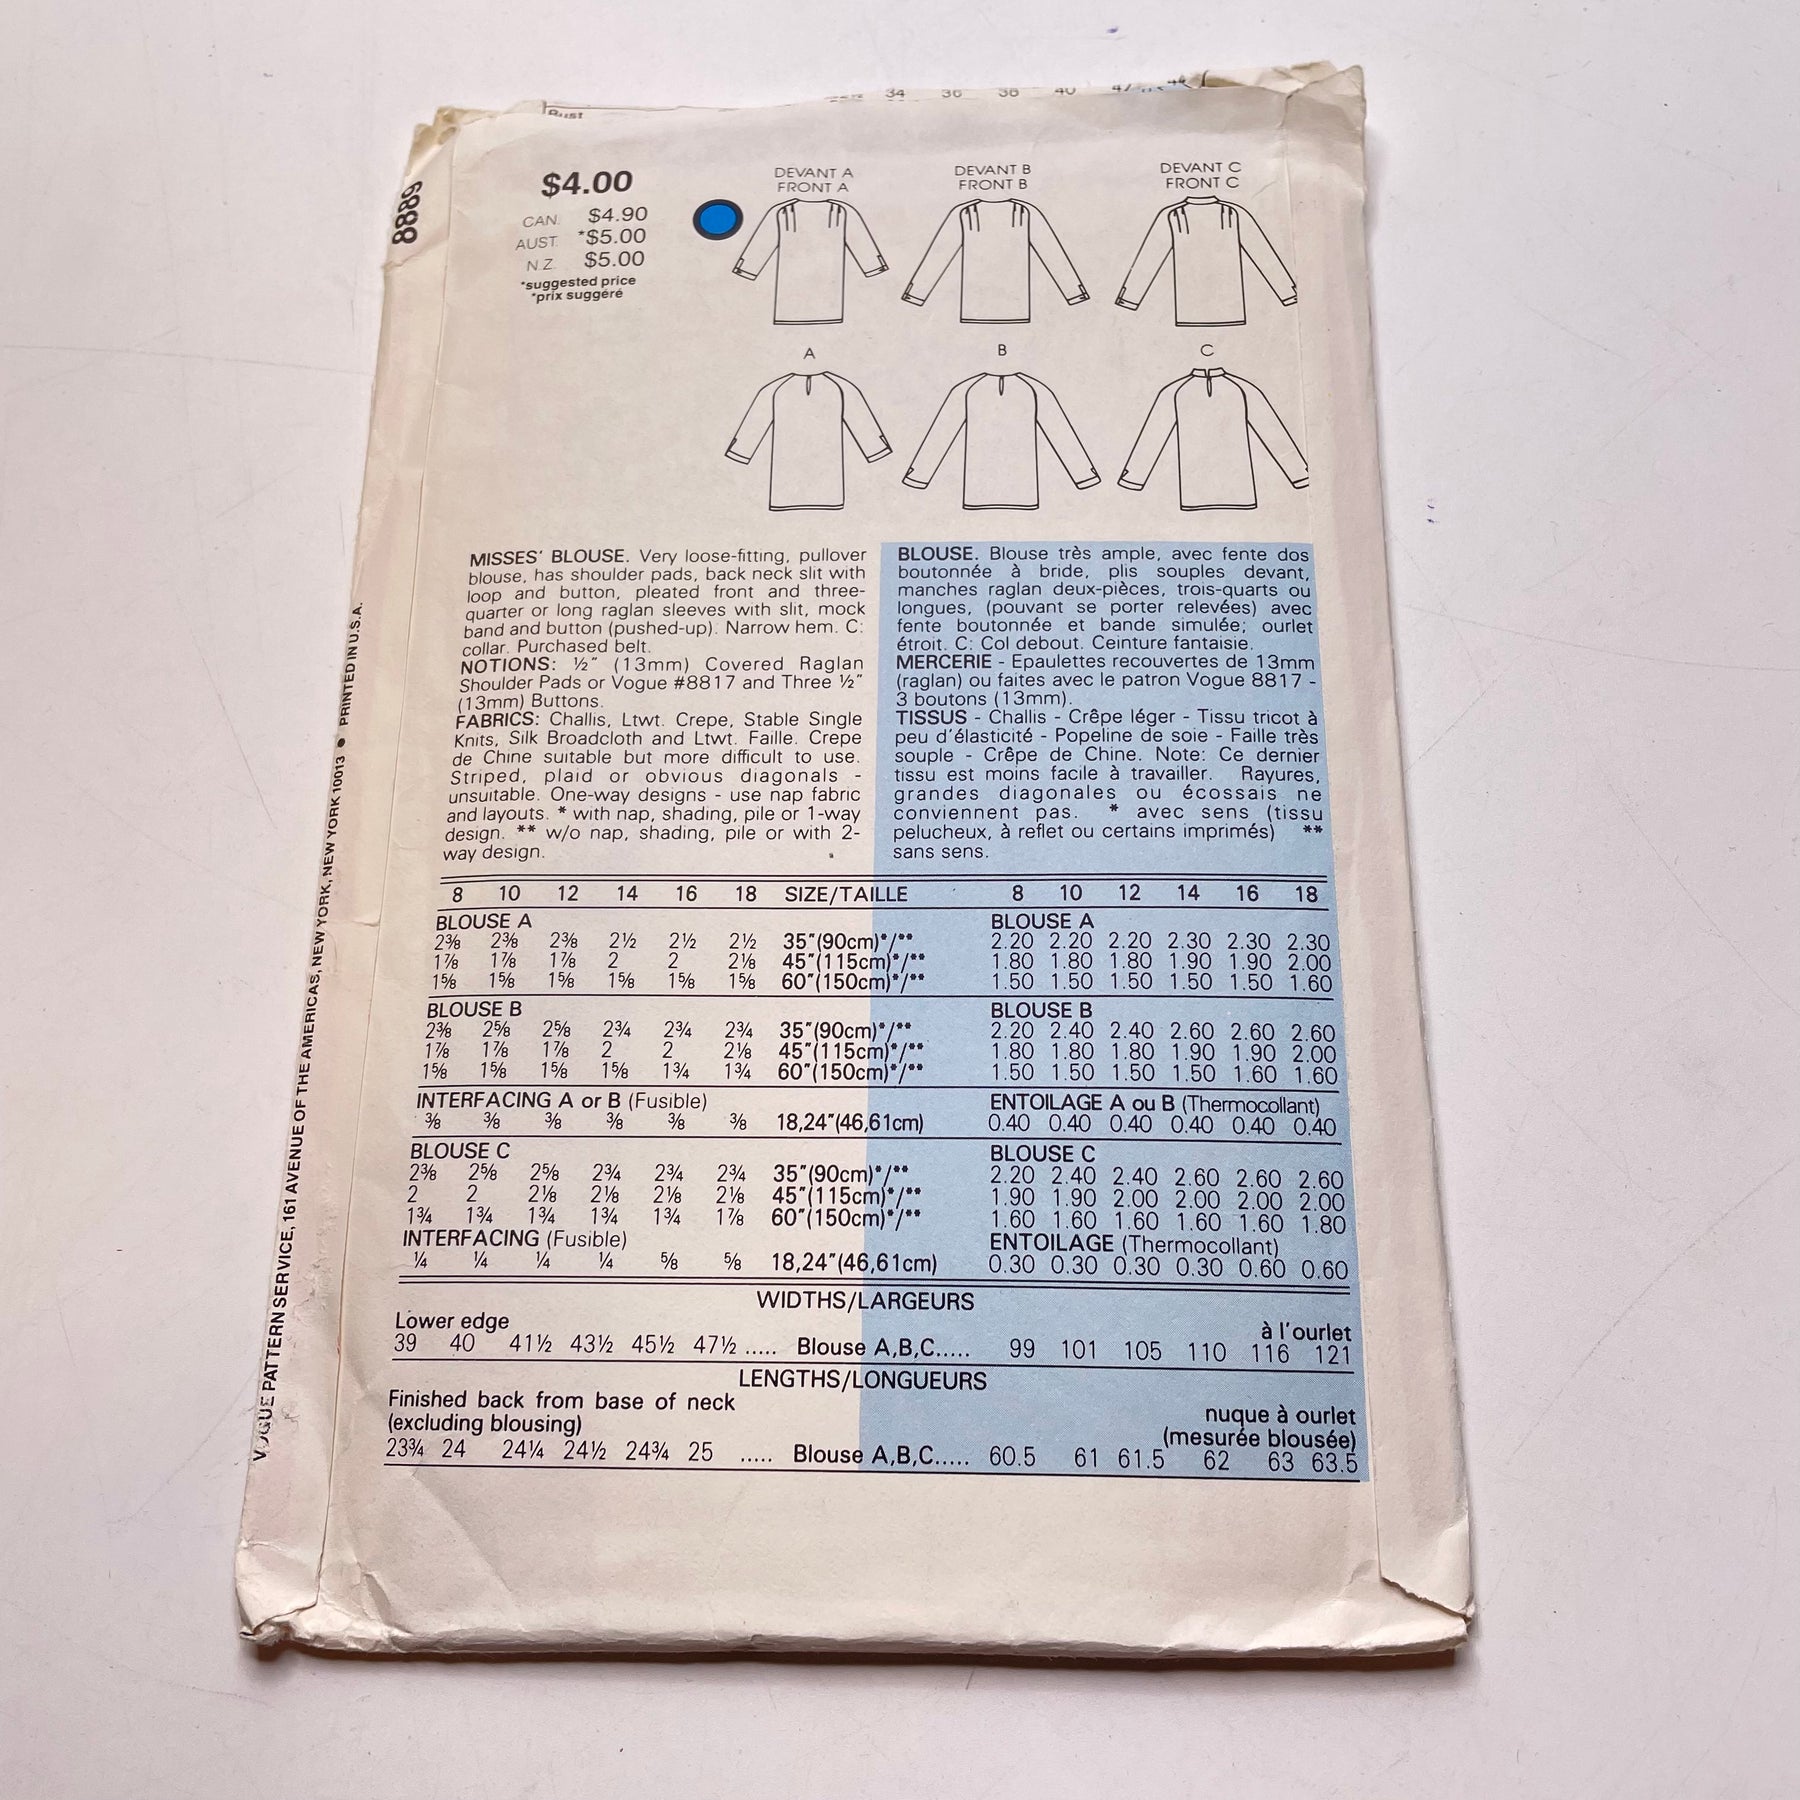 34 36 38 40
Bust
8889
$4.00
CAN. $4.90
AUST. *$5.00
N.Z. $5.00
*suggested price
*prix suggéré
DEVANT A
FRONT A
DEVANT B
FRONT B
DEVANT C
FRONT C
A B C
MISSES' BLOUSE. Very loose-fitting, pullover
blouse, has shoulder pads, back neck slit with
loop and button, pleated front and three-
quarter or long raglan sleeves with slit, mock
band and button (pushed-up). Narrow hem. C:
collar. Purchased belt.
NOTIONS: ½" (13mm) Covered Raglan
Shoulder Pads or Vogue #8817 and Three ½"
(13mm) Buttons.
FABRICS: Challis, Ltwt. Crepe, Stable Single
Knits, Silk Broadcloth and Ltwt. Faille. Crepe
de Chine suitable but more difficult to use.
Striped, plaid or obvious diagonals -
unsuitable. One-way designs - use nap fabric
and layouts. * with nap, shading, pile or 1-way
design. ** w/o nap, shading, pile or with 2-
way design.
BLOUSE. Blouse très ample, avec fente dos
boutonnée à bride, plis souples devant,
manches raglan deux-pièces, trois-quarts ou
longues, (pouvant se porter relevées) avec
fente boutonnée et bande simulée; ourlet
étroit. C: Col debout. Ceinture fantaisie.
MERCERIE - Epaulettes recouvertes de 13mm
(raglan) ou faites avec le patron Vogue 8817 -
3 boutons (13mm).
TISSUS - Challis - Crêpe léger - Tissu tricot à
peu d'élasticité - Popeline de soie - Faille très
souple - Crêpe de Chine. Note: Ce dernier
tissu est moins facile à travailler. Rayures,
grandes diagonales ou écossais ne
conviennent pas. * avec sens (tissu
pelucheux, à reflet ou certains imprimés) **
sans sens.
8 10 12 14 16 18 SIZE/TAILLE 8 10 12 14 16 18
BLOUSE A BLOUSE A
2⅜ 2⅜ 2⅜ 2½ 2½ 2½ 35"(90cm)*/** 2.20 2.20 2.20 2.30 2.30 2.30
1⅞ 1⅞ 1⅞ 2 2 2⅛ 45"(115cm)*/** 1.80 1.80 1.80 1.90 1.90 2.00
1⅝ 1⅝ 1⅝ 1⅝ 1⅝ 1⅝ 60"(150cm)*/** 1.50 1.50 1.50 1.50 1.50 1.60
BLOUSE B BLOUSE B
2⅜ 2⅝ 2⅝ 2¾ 2¾ 2¾ 35"(90cm)*/** 2.20 2.40 2.40 2.60 2.60 2.60
1⅞ 1⅞ 1⅞ 2 2 2⅛ 45"(115cm)*/** 1.80 1.80 1.80 1.90 1.90 2.00
1⅝ 1⅝ 1⅝ 1⅝ 1¾ 1¾ 60"(150cm)*/** 1.50 1.50 1.50 1.50 1.60 1.60
INTERFACING A or B (Fusible) ENTOILAGE A ou B (Thermocollant)
⅜ ⅜ ⅜ ⅜ ⅜ ⅜ 18,24"(46,61cm) 0.40 0.40 0.40 0.40 0.40 0.40
BLOUSE C BLOUSE C
2⅜ 2⅝ 2⅝ 2¾ 2¾ 2¾ 35"(90cm)*/** 2.20 2.40 2.40 2.60 2.60 2.60
2 2 2⅛ 2⅛ 2⅛ 2⅛ 45"(115cm)*/** 1.90 1.90 2.00 2.00 2.00 2.00
1¾ 1¾ 1¾ 1¾ 1¾ 1⅞ 60"(150cm)*/** 1.60 1.60 1.60 1.60 1.60 1.80
INTERFACING (Fusible) ENTOILAGE (Thermocollant)
¼ ¼ ¼ ¼ ⅝ ⅝ 18,24"(46,61cm) 0.30 0.30 0.30 0.30 0.60 0.60
WIDTHS/LARGEURS
Lower edge à l'ourlet
39 40 41½ 43½ 45½ 47½ ..... Blouse A,B,C..... 99 101 105 110 116 121
LENGTHS/LONGUEURS
Finished back from base of neck nuque à ourlet
(excluding blousing) (mesurée blousée)
23¾ 24 24¼ 24½ 24¾ 25 ..... Blouse A,B,C..... 60.5 61 61.5 62 63 63.5
VOGUE PATTERN SERVICE, 161 AVENUE OF THE AMERICAS, NEW YORK, NEW YORK 10013 ● PRINTED IN U.S.A.